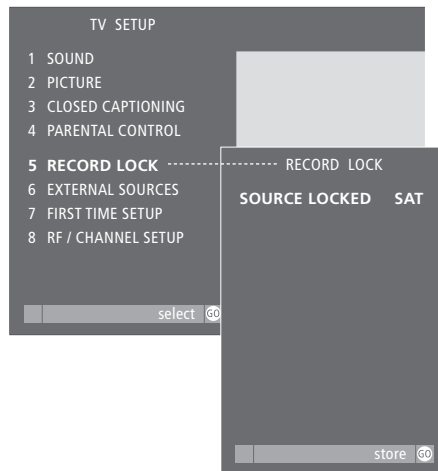 TV SETUP
1 SOUND
2 PICTURE
3 CLOSED CAPTIONING
4 PARENTAL CONTROL
5 RECORD LOCK
6 EXTERNAL SOURCES
7 FIRST TIME SETUP
8 RF / CHANNEL SETUP
select GO
RECORD LOCK
SOURCE LOCKED SAT
store GO